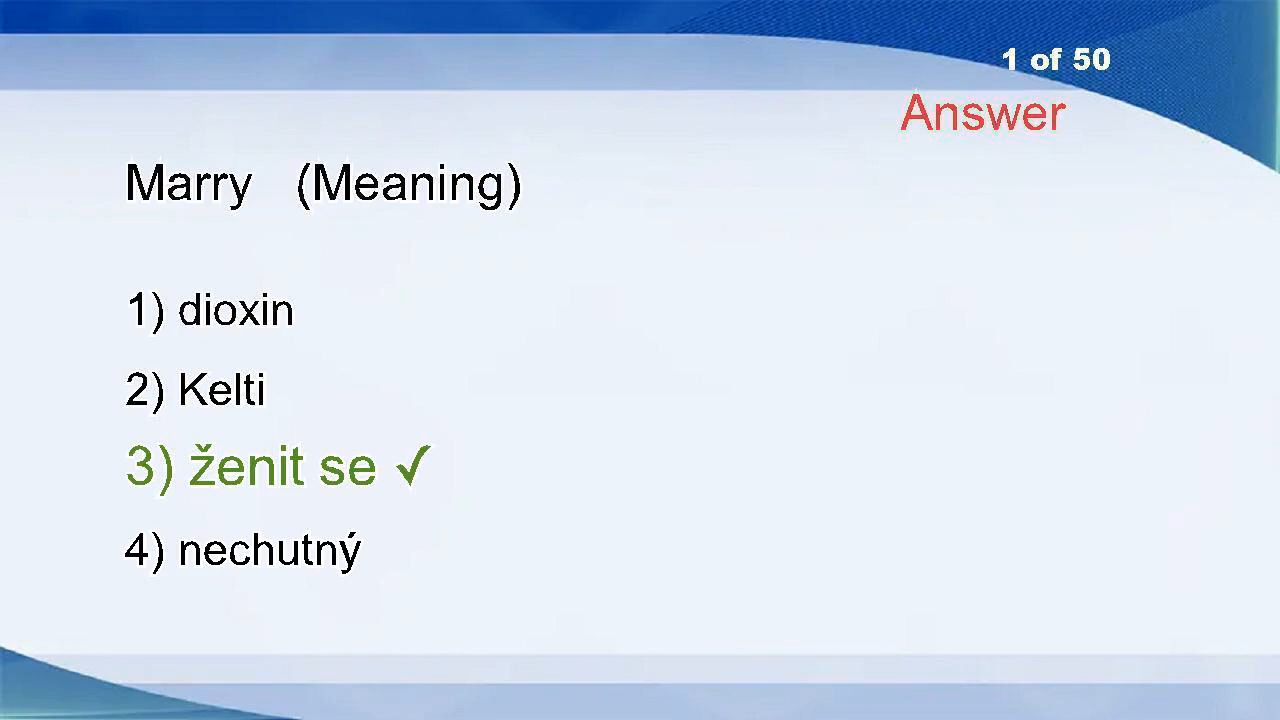 1 of 50
Answer
Marry (Meaning)
1) dioxin
2) Kelti
3) ženit se ✓
4) nechutný